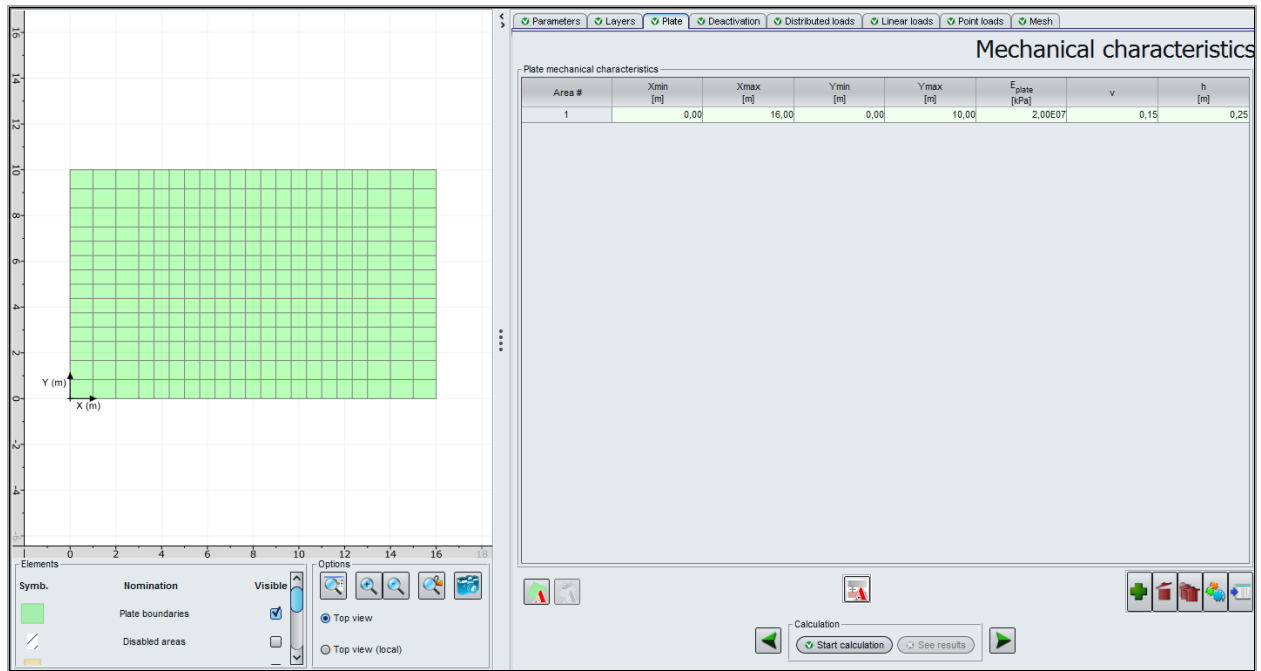 Parameters Layers Plate Deactivation Distributed loads Linear loads Point loads Mesh
Mechanical characteristics
Plate mechanical characteristics
Area # Xmin [m] Xmax [m] Ymin [m] Ymax [m] Eplate [kPa] v h [m]
1 0,00 16,00 0,00 10,00 2,00E07 0,15 0,25
16
14
12
10
8
6
4
2
0
-2
-4
-6
Y (m)
X (m)
0 2 4 6 8 10 12 14 16 18
Elements
Symb. Nomination Visible
Plate boundaries
Disabled areas
Options
Top view
Top view (local)
Calculation
Start calculation See results